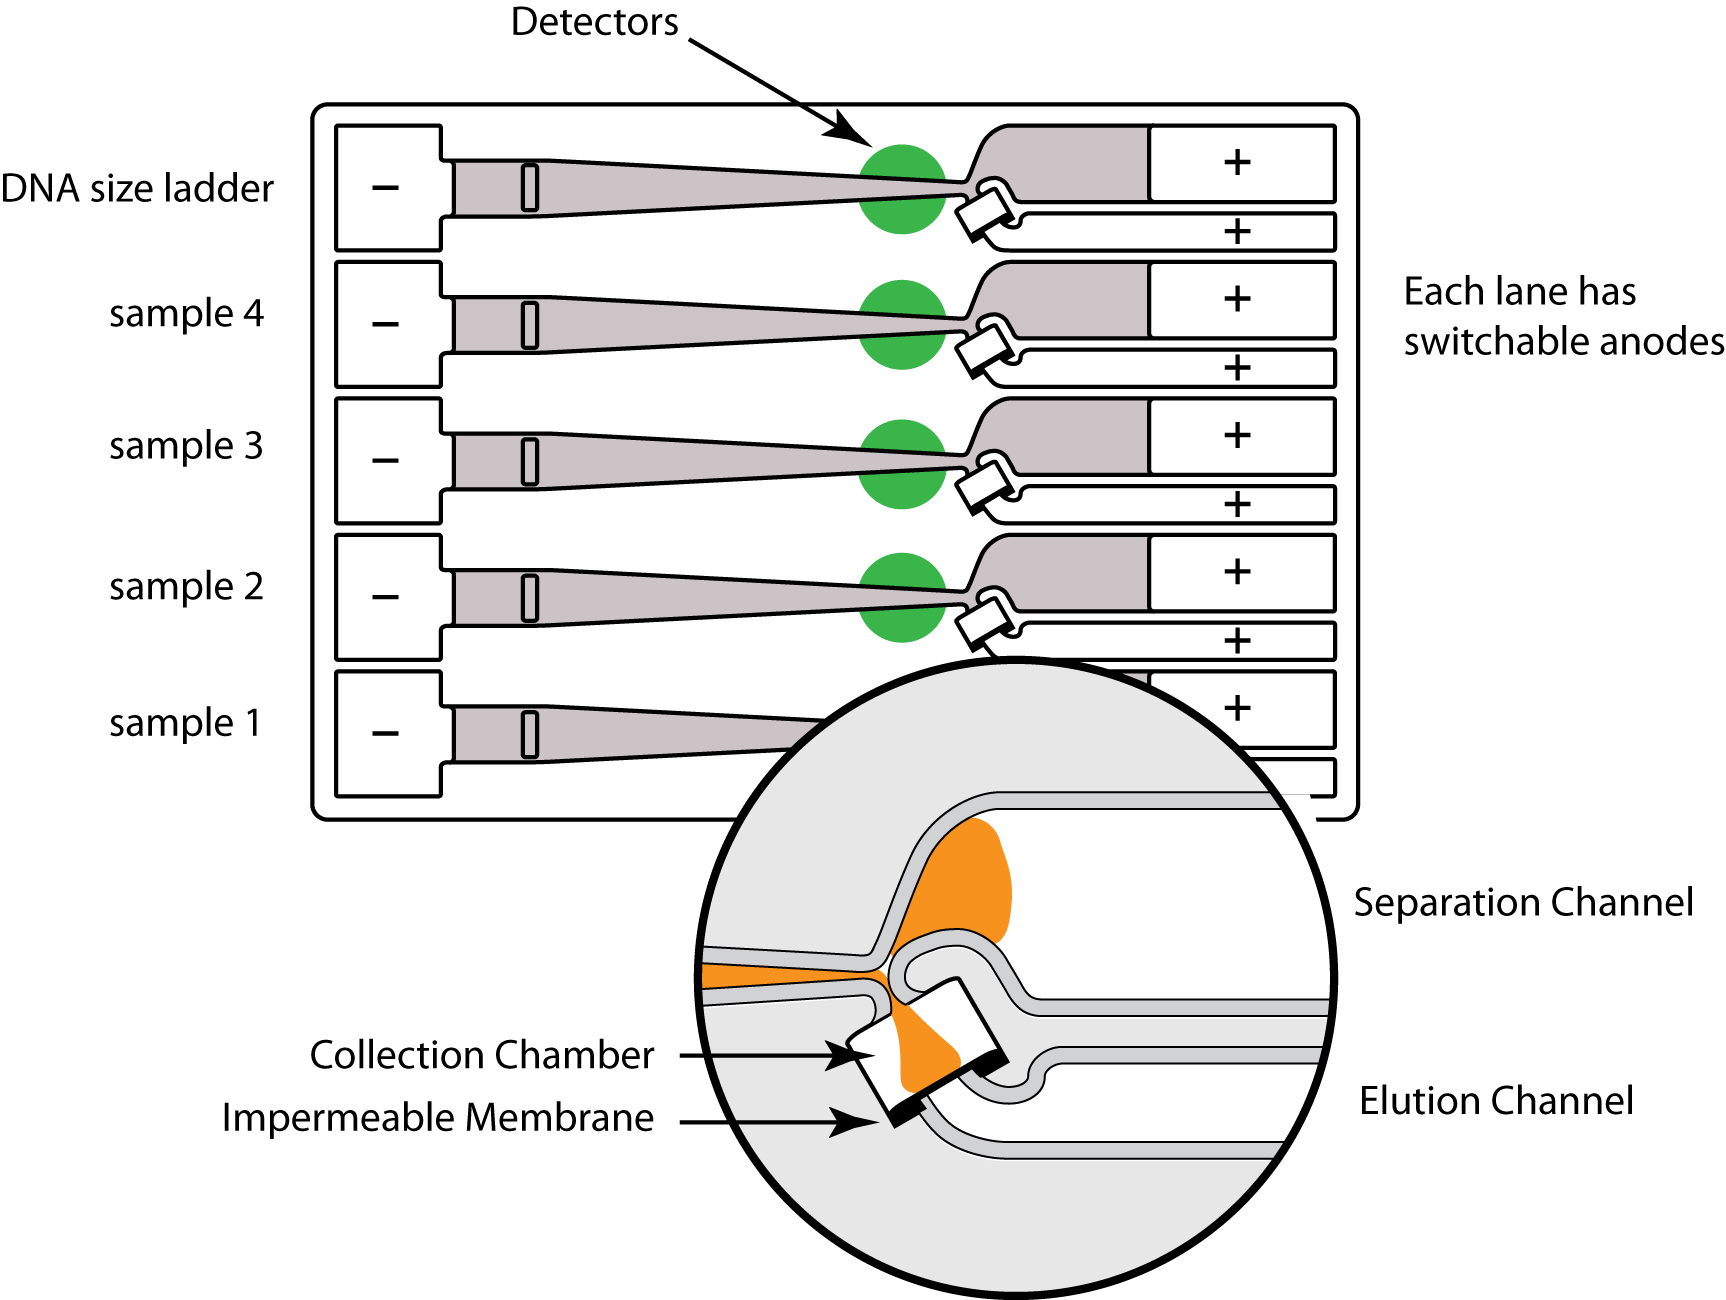 Detectors
DNA size ladder
− + +
sample 4
− + +
Each lane has
switchable anodes
sample 3
− + +
sample 2
− + +
sample 1
− +
Separation Channel
Collection Chamber
Elution Channel
Impermeable Membrane